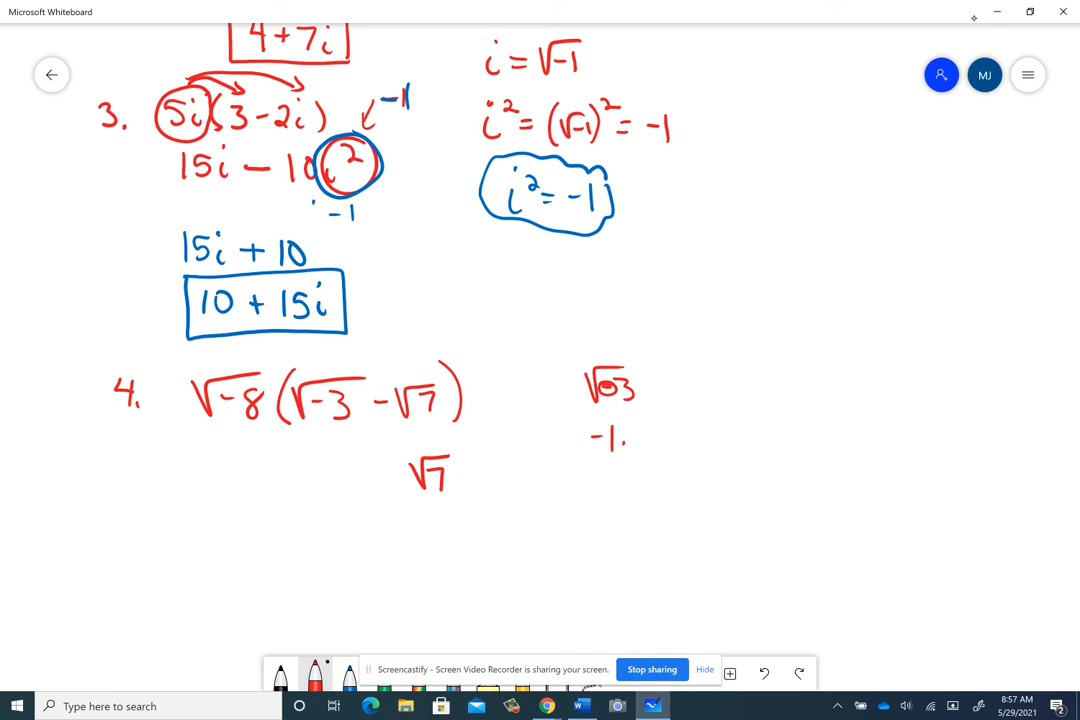 Microsoft Whiteboard
4 + 7i
i = √-1
3. 5i(3 - 2i)
-1
i² = (√-1)² = -1
15i - 10i²
-1
i² = -1
15i + 10
10 + 15i
4. √-8(√-3 - √7)
√-3
-1.
√7
MJ
Screencastify - Screen Video Recorder is sharing your screen.
Stop sharing
Hide
Type here to search
8:57 AM
5/29/2021
2